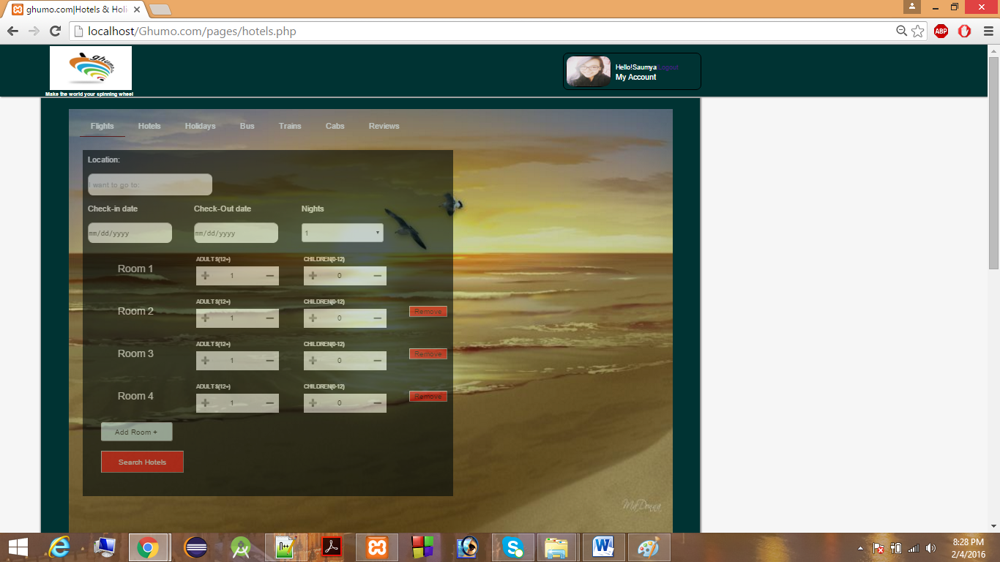 ghumo.com|Hotels & Holi
localhost/Ghumo.com/pages/hotels.php
ABP
ghumo
Make the world your spinning wheel
Hello!Saumya Logout
My Account
Flights Hotels Holidays Bus Trains Cabs Reviews
Location:
I want to go to:
Check-in date Check-Out date Nights
mm/dd/yyyy mm/dd/yyyy 1
ADULTS(12+) CHILDREN(0-12)
Room 1 + 1 − + 0 −
ADULTS(12+) CHILDREN(0-12)
Room 2 + 1 − + 0 − Remove
ADULTS(12+) CHILDREN(0-12)
Room 3 + 1 − + 0 − Remove
ADULTS(12+) CHILDREN(0-12)
Room 4 + 1 − + 0 − Remove
Add Room +
Search Hotels
MaDonna
8:28 PM
2/4/2016